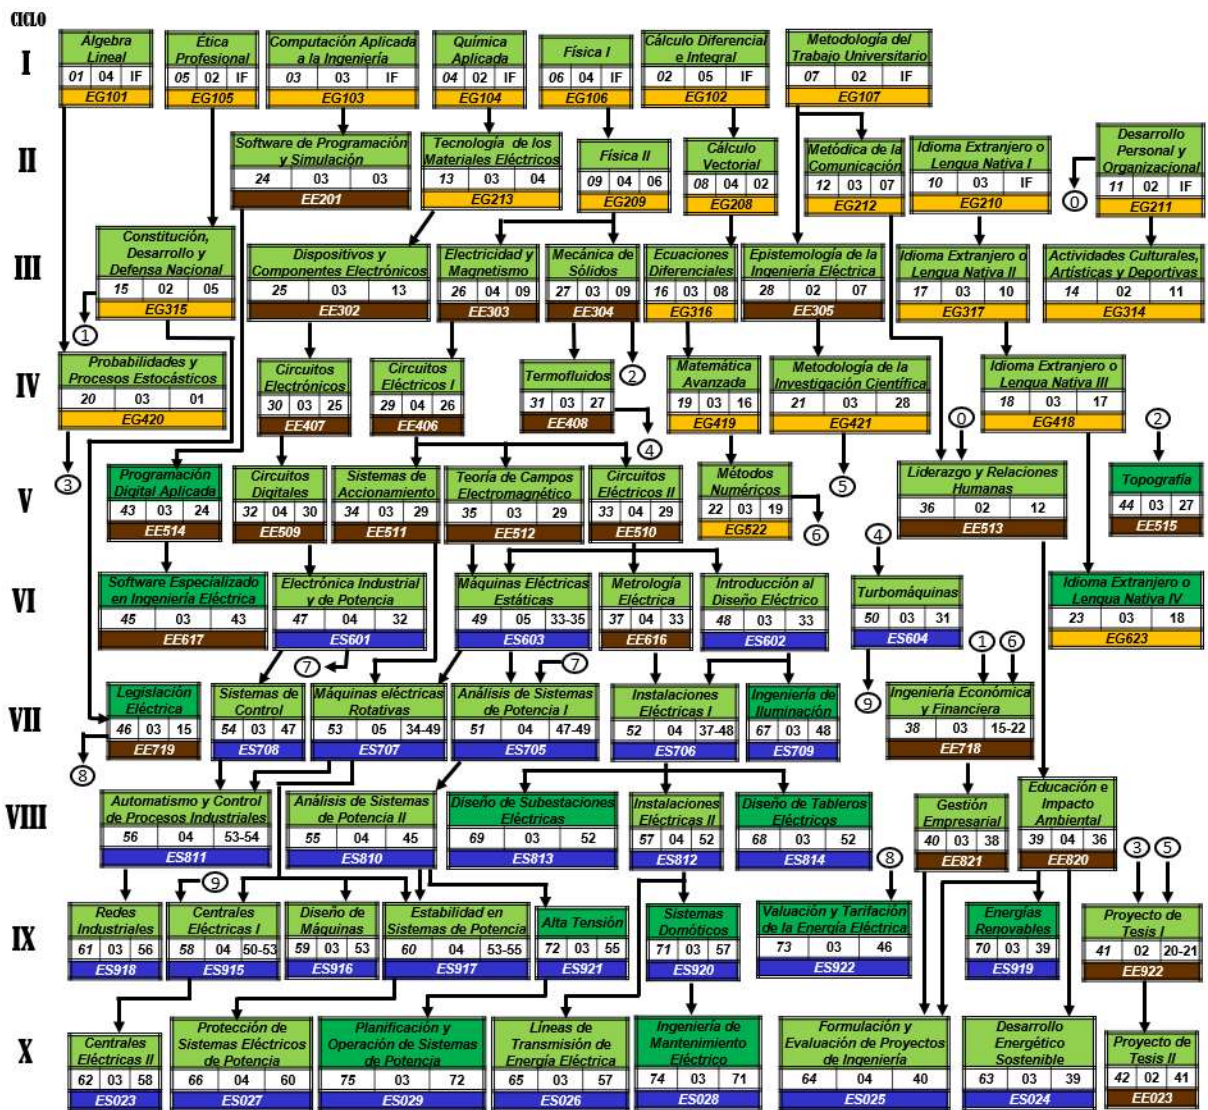 CICLO
I
Álgebra
Lineal
01 04 IF
EG101
Ética
Profesional
05 02 IF
EG105
Computación Aplicada
a la Ingeniería
03 03 IF
EG103
Química
Aplicada
04 02 IF
EG104
Física I
06 04 IF
EG106
Cálculo Diferencial
e Integral
02 05 IF
EG102
Metodología del
Trabajo Universitario
07 02 IF
EG107
II
Software de Programación
y Simulación
24 03 03
EE201
Tecnología de los
Materiales Eléctricos
13 03 04
EG213
Física II
09 04 06
EG209
Cálculo
Vectorial
08 04 02
EG208
Metódica de la
Comunicación
12 03 07
EG212
Idioma Extranjero o
Lengua Nativa I
10 03 IF
EG210
0
Desarrollo
Personal y
Organizacional
11 02 IF
EG211
III
Constitución,
Desarrollo y
Defensa Nacional
15 02 05
EG315
1
Dispositivos y
Componentes Electrónicos
25 03 13
EE302
Electricidad y
Magnetismo
26 04 09
EE303
Mecánica de
Sólidos
27 03 09
EE304
Ecuaciones
Diferenciales
16 03 08
EG316
Epistemología de la
Ingeniería Eléctrica
28 02 07
EE305
Idioma Extranjero o
Lengua Nativa II
17 03 10
EG317
Actividades Culturales,
Artísticas y Deportivas
14 02 11
EG314
IV
Probabilidades y
Procesos Estocásticos
20 03 01
EG420
3
Circuitos
Electrónicos
30 03 25
EE407
Circuitos
Eléctricos I
29 04 26
EE406
Termofluidos
31 03 27
EE408
2
4
Matemática
Avanzada
19 03 16
EG419
Metodología de la
Investigación Científica
21 03 28
EG421
5
0
Idioma Extranjero o
Lengua Nativa III
18 03 17
EG418
2
V
Programación
Digital Aplicada
43 03 24
EE514
Circuitos
Digitales
32 04 30
EE509
Sistemas de
Accionamiento
34 03 29
EE511
Teoría de Campos
Electromagnético
35 03 29
EE512
Circuitos
Eléctricos II
33 04 29
EE510
Métodos
Numéricos
22 03 19
EG522
6
Liderazgo y Relaciones
Humanas
36 02 12
EE513
Topografía
44 03 27
EE515
4
VI
Software Especializado
en Ingeniería Eléctrica
45 03 43
EE617
Electrónica Industrial
y de Potencia
47 04 32
ES601
7
Máquinas Eléctricas
Estáticas
49 05 33-35
ES603
7
Metrología
Eléctrica
37 04 33
EE616
Introducción al
Diseño Eléctrico
48 03 33
ES602
Turbomáquinas
50 03 31
ES604
9
1
6
Idioma Extranjero o
Lengua Nativa IV
23 03 18
EG623
VII
Legislación
Eléctrica
46 03 15
EE719
8
Sistemas de
Control
54 03 47
ES708
Máquinas eléctricas
Rotativas
53 05 34-49
ES707
Análisis de Sistemas
de Potencia I
51 04 47-49
ES705
Instalaciones
Eléctricas I
52 04 37-48
ES706
Ingeniería de
Iluminación
67 03 48
ES709
Ingeniería Económica
y Financiera
38 03 15-22
EE718
VIII
Automatismo y Control
de Procesos Industriales
56 04 53-54
ES811
9
Análisis de Sistemas
de Potencia II
55 04 45
ES810
Diseño de Subestaciones
Eléctricas
69 03 52
ES813
Instalaciones
Eléctricas II
57 04 52
ES812
Diseño de Tableros
Eléctricos
68 03 52
ES814
8
Gestión
Empresarial
40 03 38
EE821
Educación e
Impacto
Ambiental
39 04 36
EE820
3
5
IX
Redes
Industriales
61 03 56
ES918
Centrales
Eléctricas I
58 04 50-53
ES915
Diseño de
Máquinas
59 03 53
ES916
Estabilidad en
Sistemas de Potencia
60 04 53-55
ES917
Alta Tensión
72 03 55
ES921
Sistemas
Domóticos
71 03 57
ES920
Valuación y Tarifación
de la Energía Eléctrica
73 03 46
ES922
Energías
Renovables
70 03 39
ES919
Proyecto de
Tesis I
41 02 20-21
EE922
X
Centrales
Eléctricas II
62 03 58
ES023
Protección de
Sistemas Eléctricos
de Potencia
66 04 60
ES027
Planificación y
Operación de Sistemas
de Potencia
75 03 72
ES029
Líneas de
Transmisión de
Energía Eléctrica
65 03 57
ES026
Ingeniería de
Mantenimiento
Eléctrico
74 03 71
ES028
Formulación y
Evaluación de Proyectos
de Ingeniería
64 04 40
ES025
Desarrollo
Energético
Sostenible
63 03 39
ES024
Proyecto de
Tesis II
42 02 41
EE023